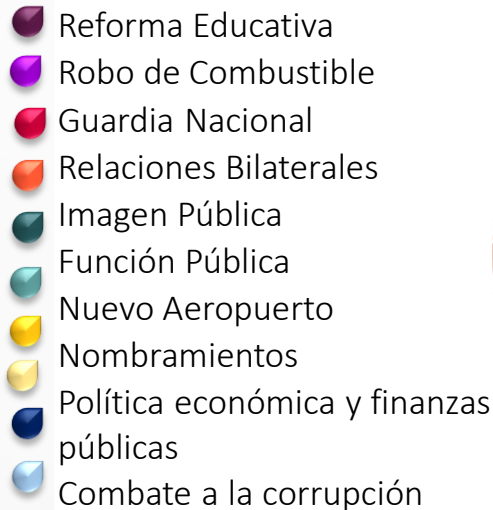 Reforma Educativa
Robo de Combustible
Guardia Nacional
Relaciones Bilaterales
Imagen Pública
Función Pública
Nuevo Aeropuerto
Nombramientos
Política económica y finanzas
públicas
Combate a la corrupción